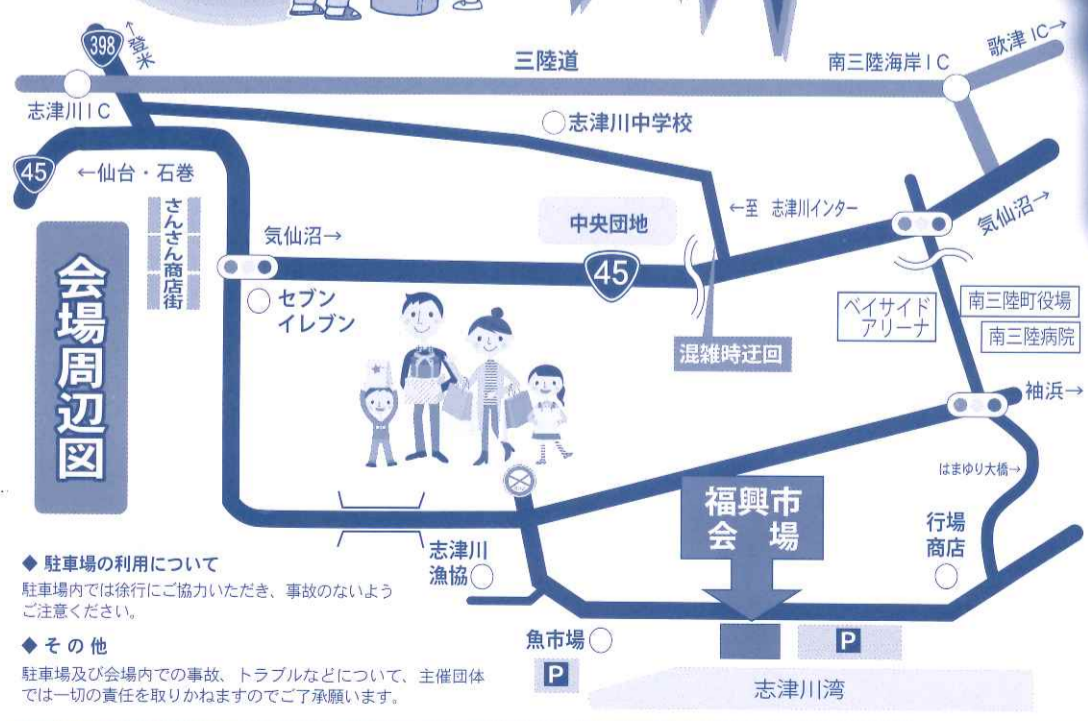 398
↑登米
三陸道
南三陸海岸IC
歌津 IC→
志津川IC
志津川中学校
45
←仙台・石巻
さんさん商店街
気仙沼→
中央団地
←至　志津川インター
気仙沼→
45
セブン
イレブン
混雑時迂回
ベイサイド
アリーナ
南三陸町役場
南三陸病院
袖浜→
会場周辺図
はまゆり大橋→
福興市
会　場
行場
商店
志津川
漁協
◆ 駐車場の利用について
駐車場内では徐行にご協力いただき、事故のないよう
ご注意ください。
◆ その他
駐車場及び会場内での事故、トラブルなどについて、主催団体
では一切の責任を取りかねますのでご了承願います。
魚市場
P
P
志津川湾